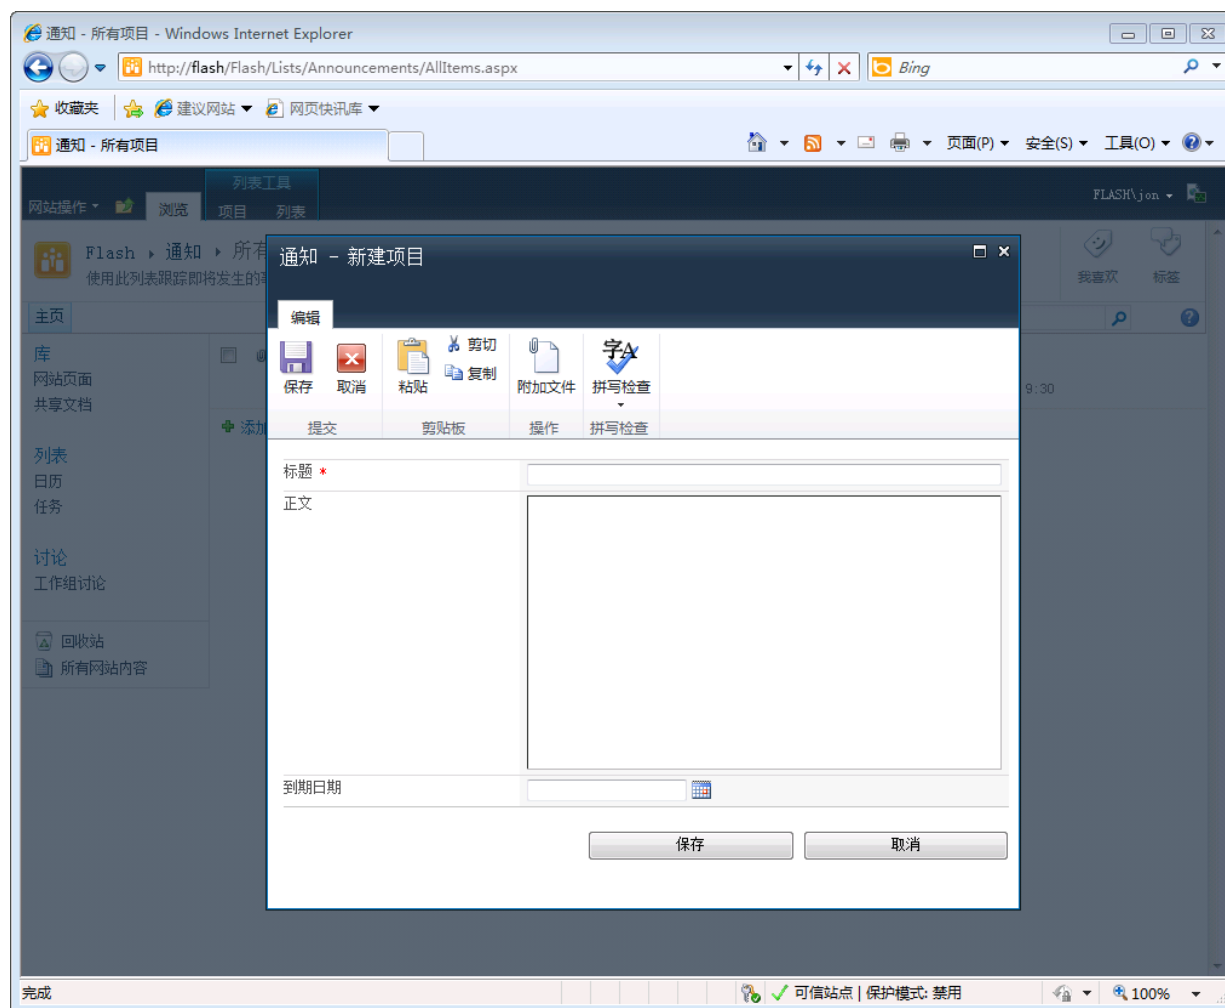 通知 - 所有项目 - Windows Internet Explorer
http://flash/Flash/Lists/Announcements/AllItems.aspx
Bing
收藏夹 建议网站 网页快讯库
通知 - 所有项目
页面(P) 安全(S) 工具(O)
列表工具
网站操作 浏览 项目 列表
FLASH\jon
Flash 通知 所有
使用此列表跟踪即将发生的
我喜欢 标签
主页
库
网站页面
共享文档
9:30
添加
列表
日历
任务
讨论
工作组讨论
回收站
所有网站内容
通知 - 新建项目
编辑
保存 取消 粘贴 剪切 复制 附加文件 字A 拼写检查
提交 剪贴板 操作 拼写检查
标题 *
正文
到期日期
保存 取消
完成
可信站点 | 保护模式: 禁用
100%